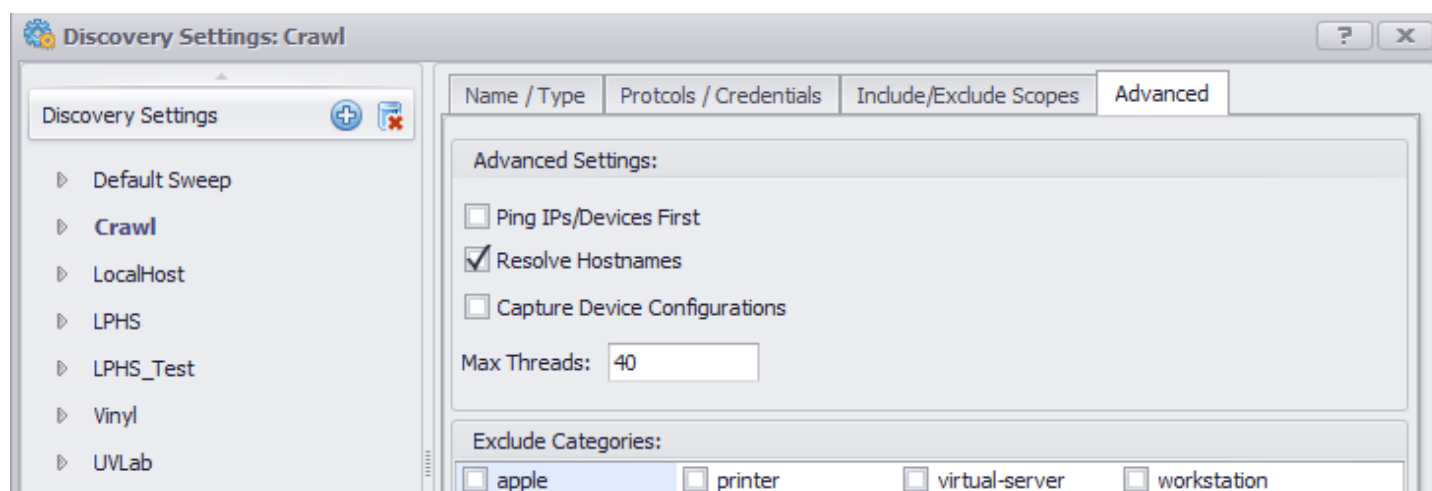 Discovery Settings: Crawl
?
x
Discovery Settings
Default Sweep
Crawl
LocalHost
LPHS
LPHS_Test
Vinyl
UVLab
Name / Type
Protcols / Credentials
Include/Exclude Scopes
Advanced
Advanced Settings:
Ping IPs/Devices First
Resolve Hostnames
Capture Device Configurations
Max Threads: 40
Exclude Categories:
apple printer virtual-server workstation